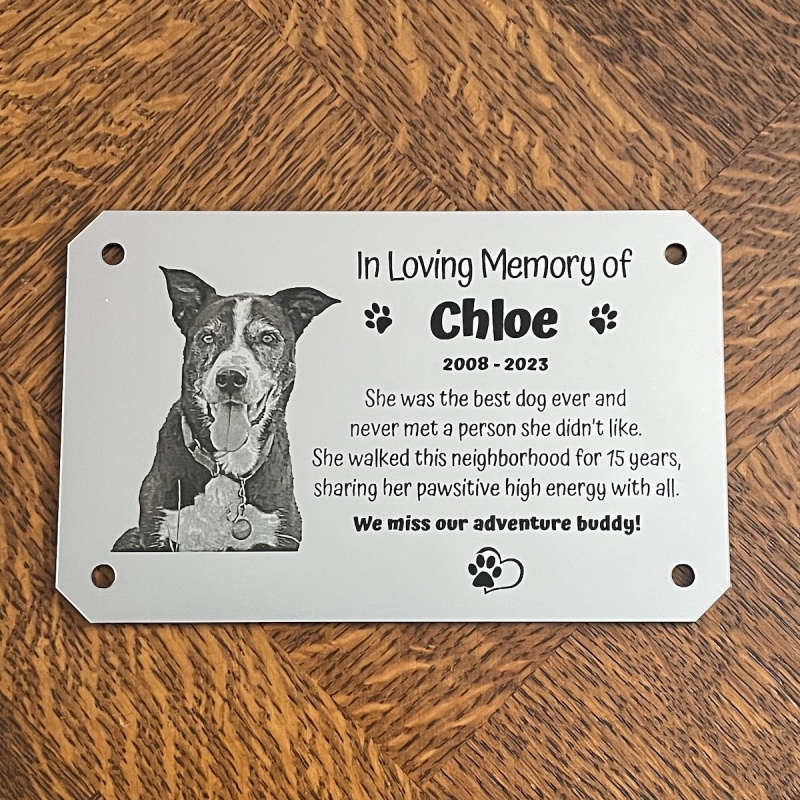 In Loving Memory of
Chloe
2008 - 2023
She was the best dog ever and
never met a person she didn't like.
She walked this neighborhood for 15 years,
sharing her pawsitive high energy with all.
We miss our adventure buddy!